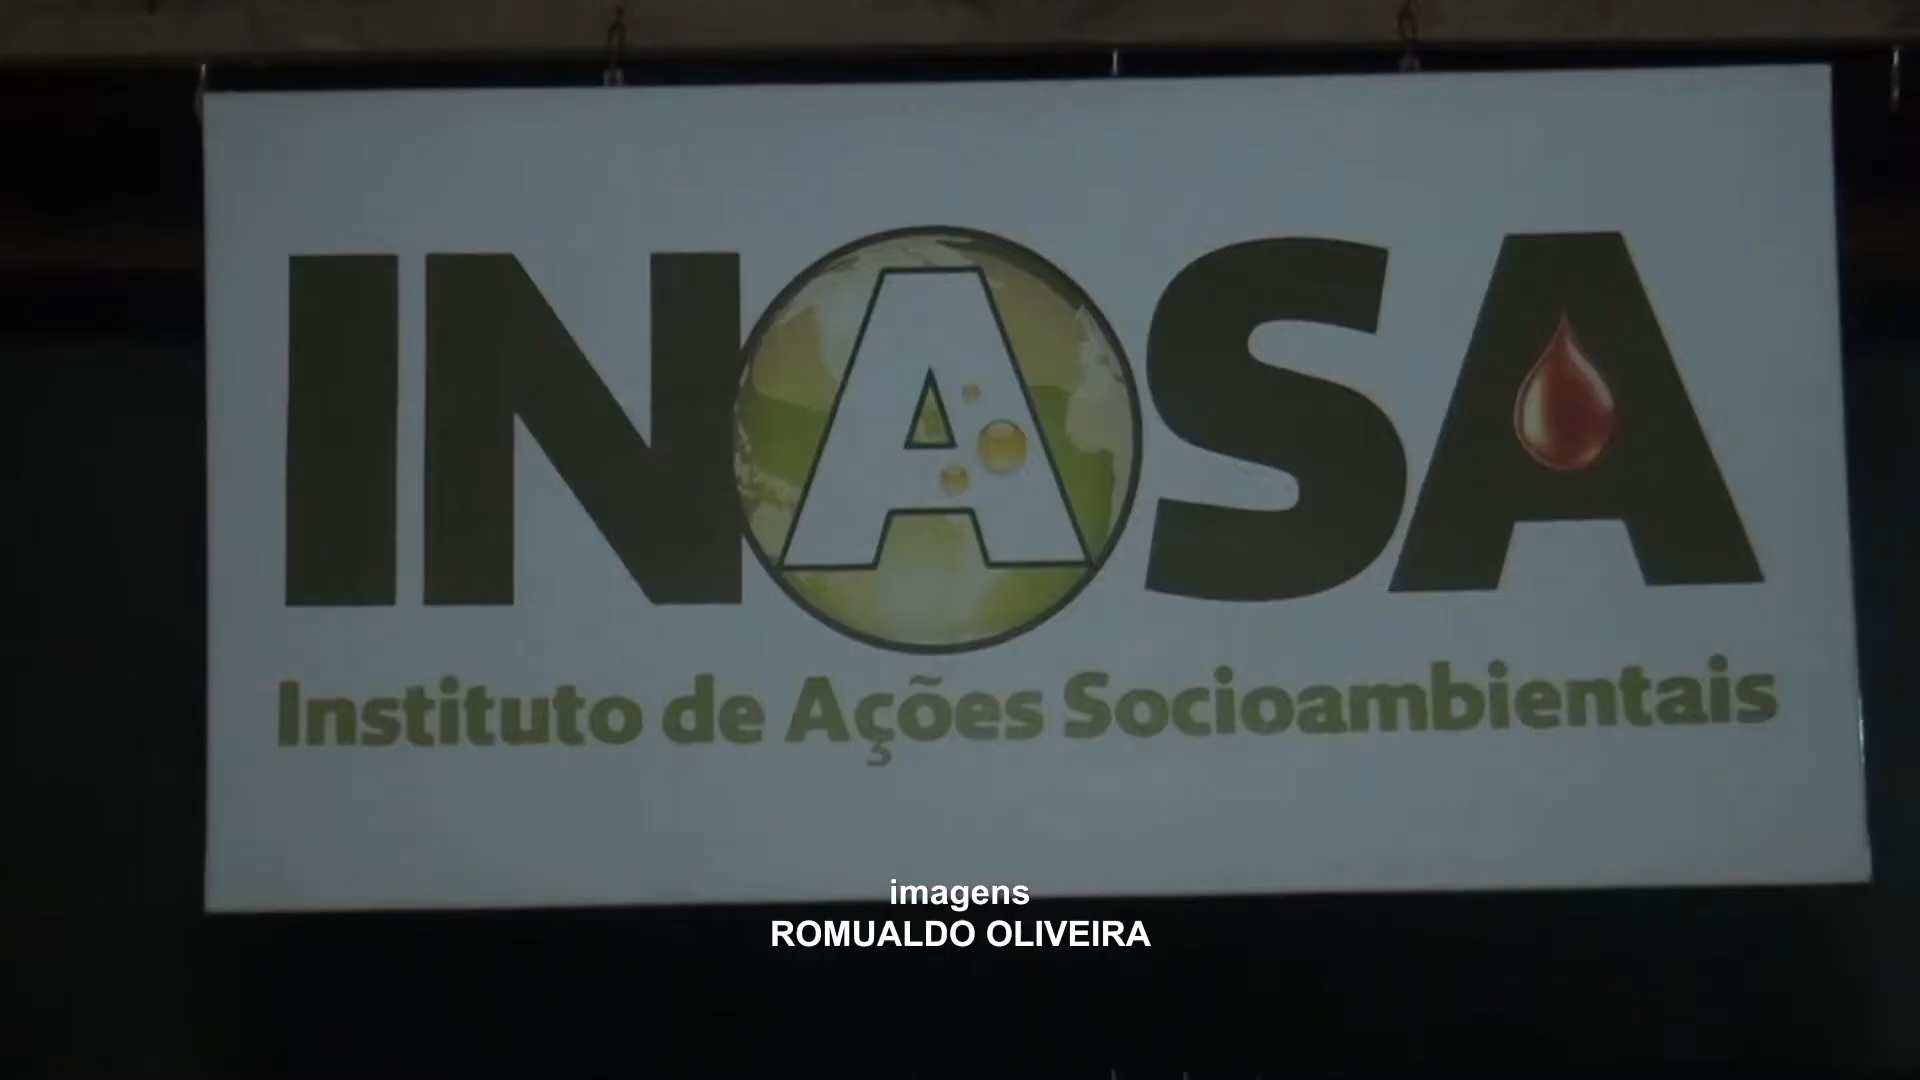 INASA
Instituto de Ações Socioambientais
imagens
ROMUALDO OLIVEIRA